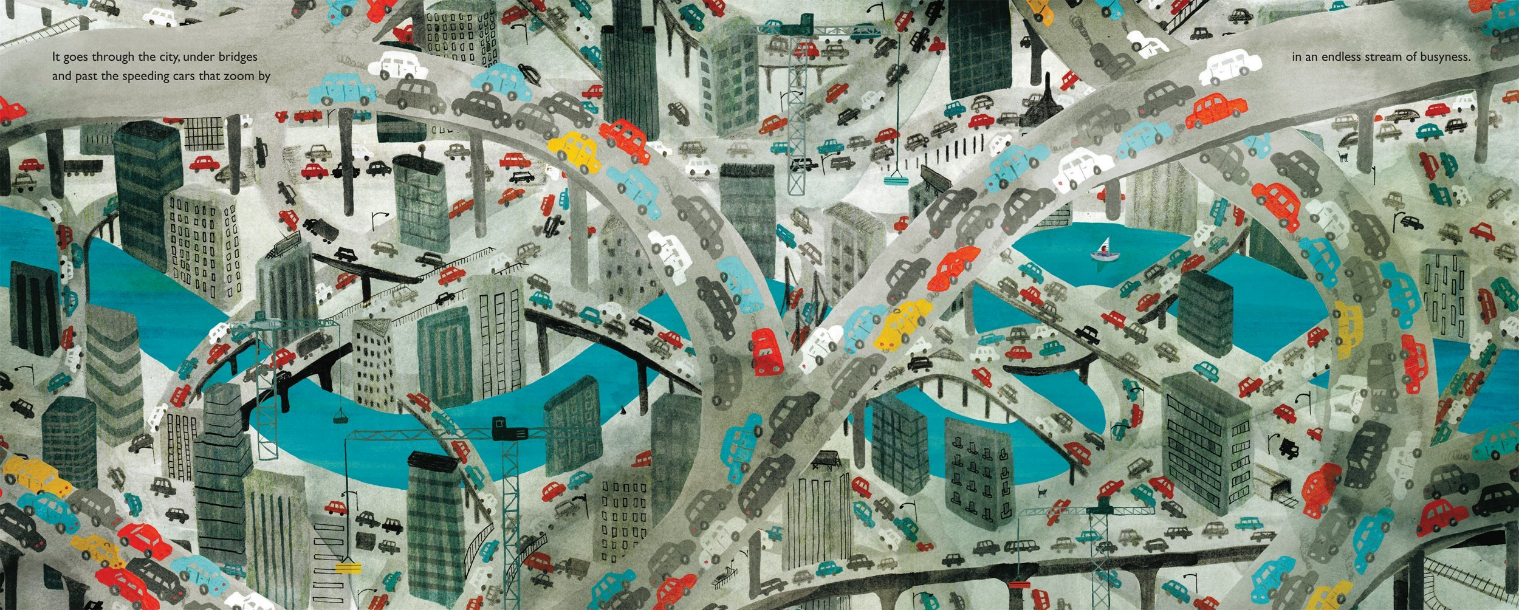 It goes through the city, under bridges
and past the speeding cars that zoom by
in an endless stream of busyness.